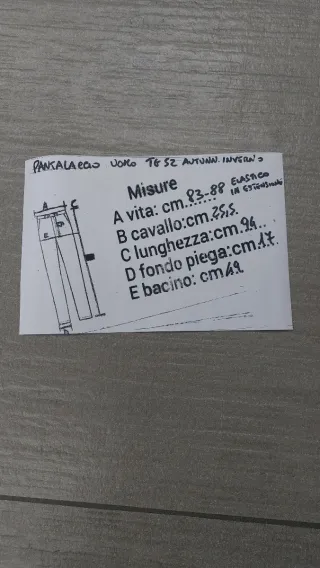 PANTALACCIO UOMO TG 52 AUTUNN. INVERNO
Misure
A vita: cm. 83-88 ELASTICO
IN ESTENSIONE
B cavallo: cm. 25,5.
C lunghezza: cm. 94..
D fondo piega: cm 17.
E bacino: cm 49
A C
D
E
B